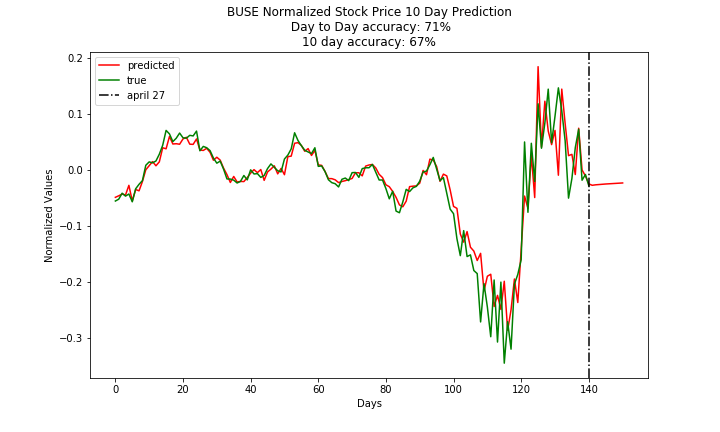 BUSE Normalized Stock Price 10 Day Prediction
Day to Day accuracy: 71%
10 day accuracy: 67%
predicted
true
april 27
Normalized Values
0.2
0.1
0.0
−0.1
−0.2
−0.3
0 20 40 60 80 100 120 140
Days